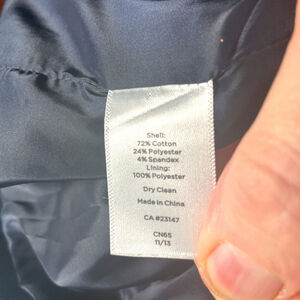 Shell:
72% Cotton
24% Polyester
4% Spandex
Lining:
100% Polyester
Dry Clean
Made in China
CA #23147
CN65
11/13